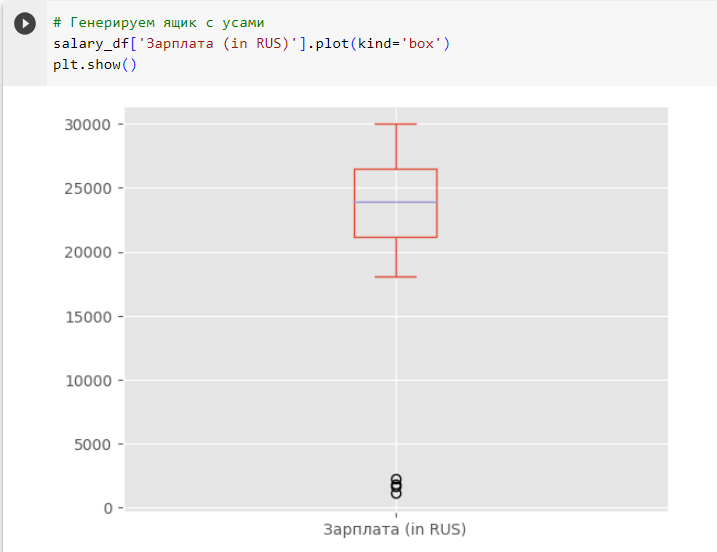 # Генерируем ящик с усами
salary_df['Зарплата (in RUS)'].plot(kind='box')
plt.show()
30000
25000
20000
15000
10000
5000
0
Зарплата (in RUS)